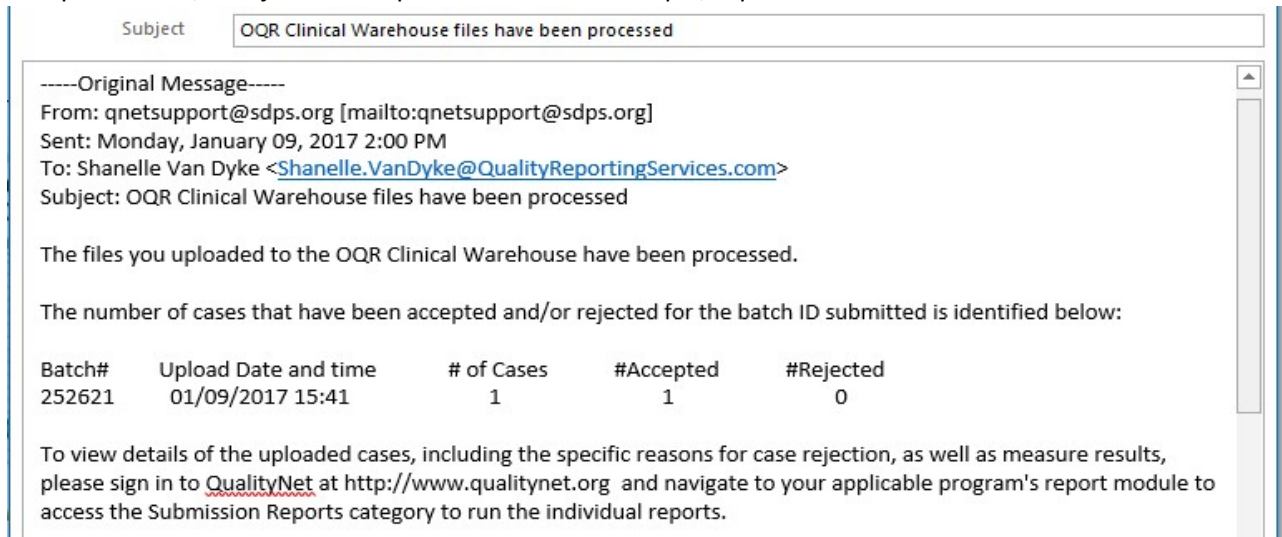 Subject OQR Clinical Warehouse files have been processed
-----Original Message-----
From: qnetsupport@sdps.org [mailto:qnetsupport@sdps.org]
Sent: Monday, January 09, 2017 2:00 PM
To: Shanelle Van Dyke <Shanelle.VanDyke@QualityReportingServices.com>
Subject: OQR Clinical Warehouse files have been processed
The files you uploaded to the OQR Clinical Warehouse have been processed.
The number of cases that have been accepted and/or rejected for the batch ID submitted is identified below:
Batch# Upload Date and time # of Cases #Accepted #Rejected
252621 01/09/2017 15:41 1 1 0
To view details of the uploaded cases, including the specific reasons for case rejection, as well as measure results,
please sign in to QualityNet at http://www.qualitynet.org and navigate to your applicable program's report module to
access the Submission Reports category to run the individual reports.